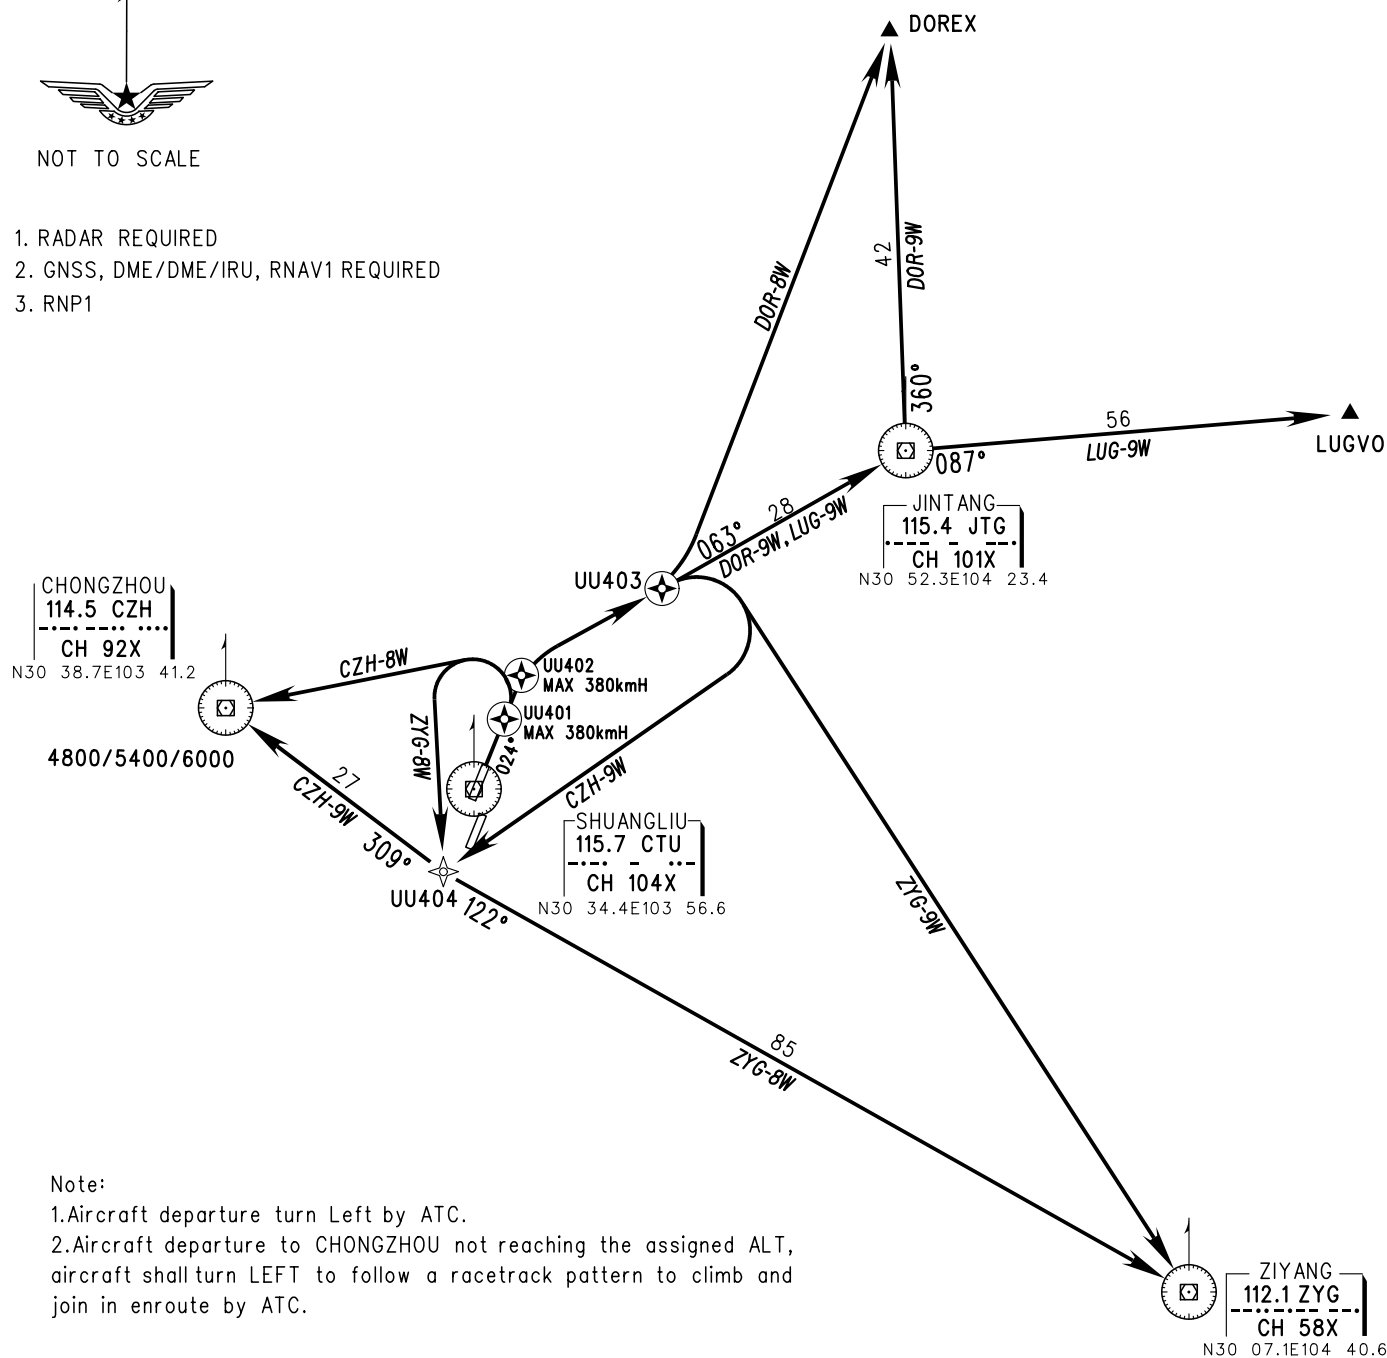 DOREX
NOT TO SCALE
1. RADAR REQUIRED
2. GNSS, DME/DME/IRU, RNAV1 REQUIRED
3. RNP1
DOR-8W
42
DOR-9W
360°
56
LUG-9W
LUGVO
087°
JINTANG
115.4 JTG
CH 101X
N30 52.3E104 23.4
28
063°
DOR-9W, LUG-9W
UU403
CHONGZHOU
114.5 CZH
CH 92X
N30 38.7E103 41.2
CZH-8W
UU402
MAX 380kmH
UU401
MAX 380kmH
ZYG-8W
024°
4800/5400/6000
27
CZH-9W
309°
CZH-9W
SHUANGLIU
115.7 CTU
CH 104X
N30 34.4E103 56.6
UU404
122°
ZYG-9W
85
ZYG-8W
Note:
1.Aircraft departure turn Left by ATC.
2.Aircraft departure to CHONGZHOU not reaching the assigned ALT,
aircraft shall turn LEFT to follow a racetrack pattern to climb and
join in enroute by ATC.
ZIYANG
112.1 ZYG
CH 58X
N30 07.1E104 40.6